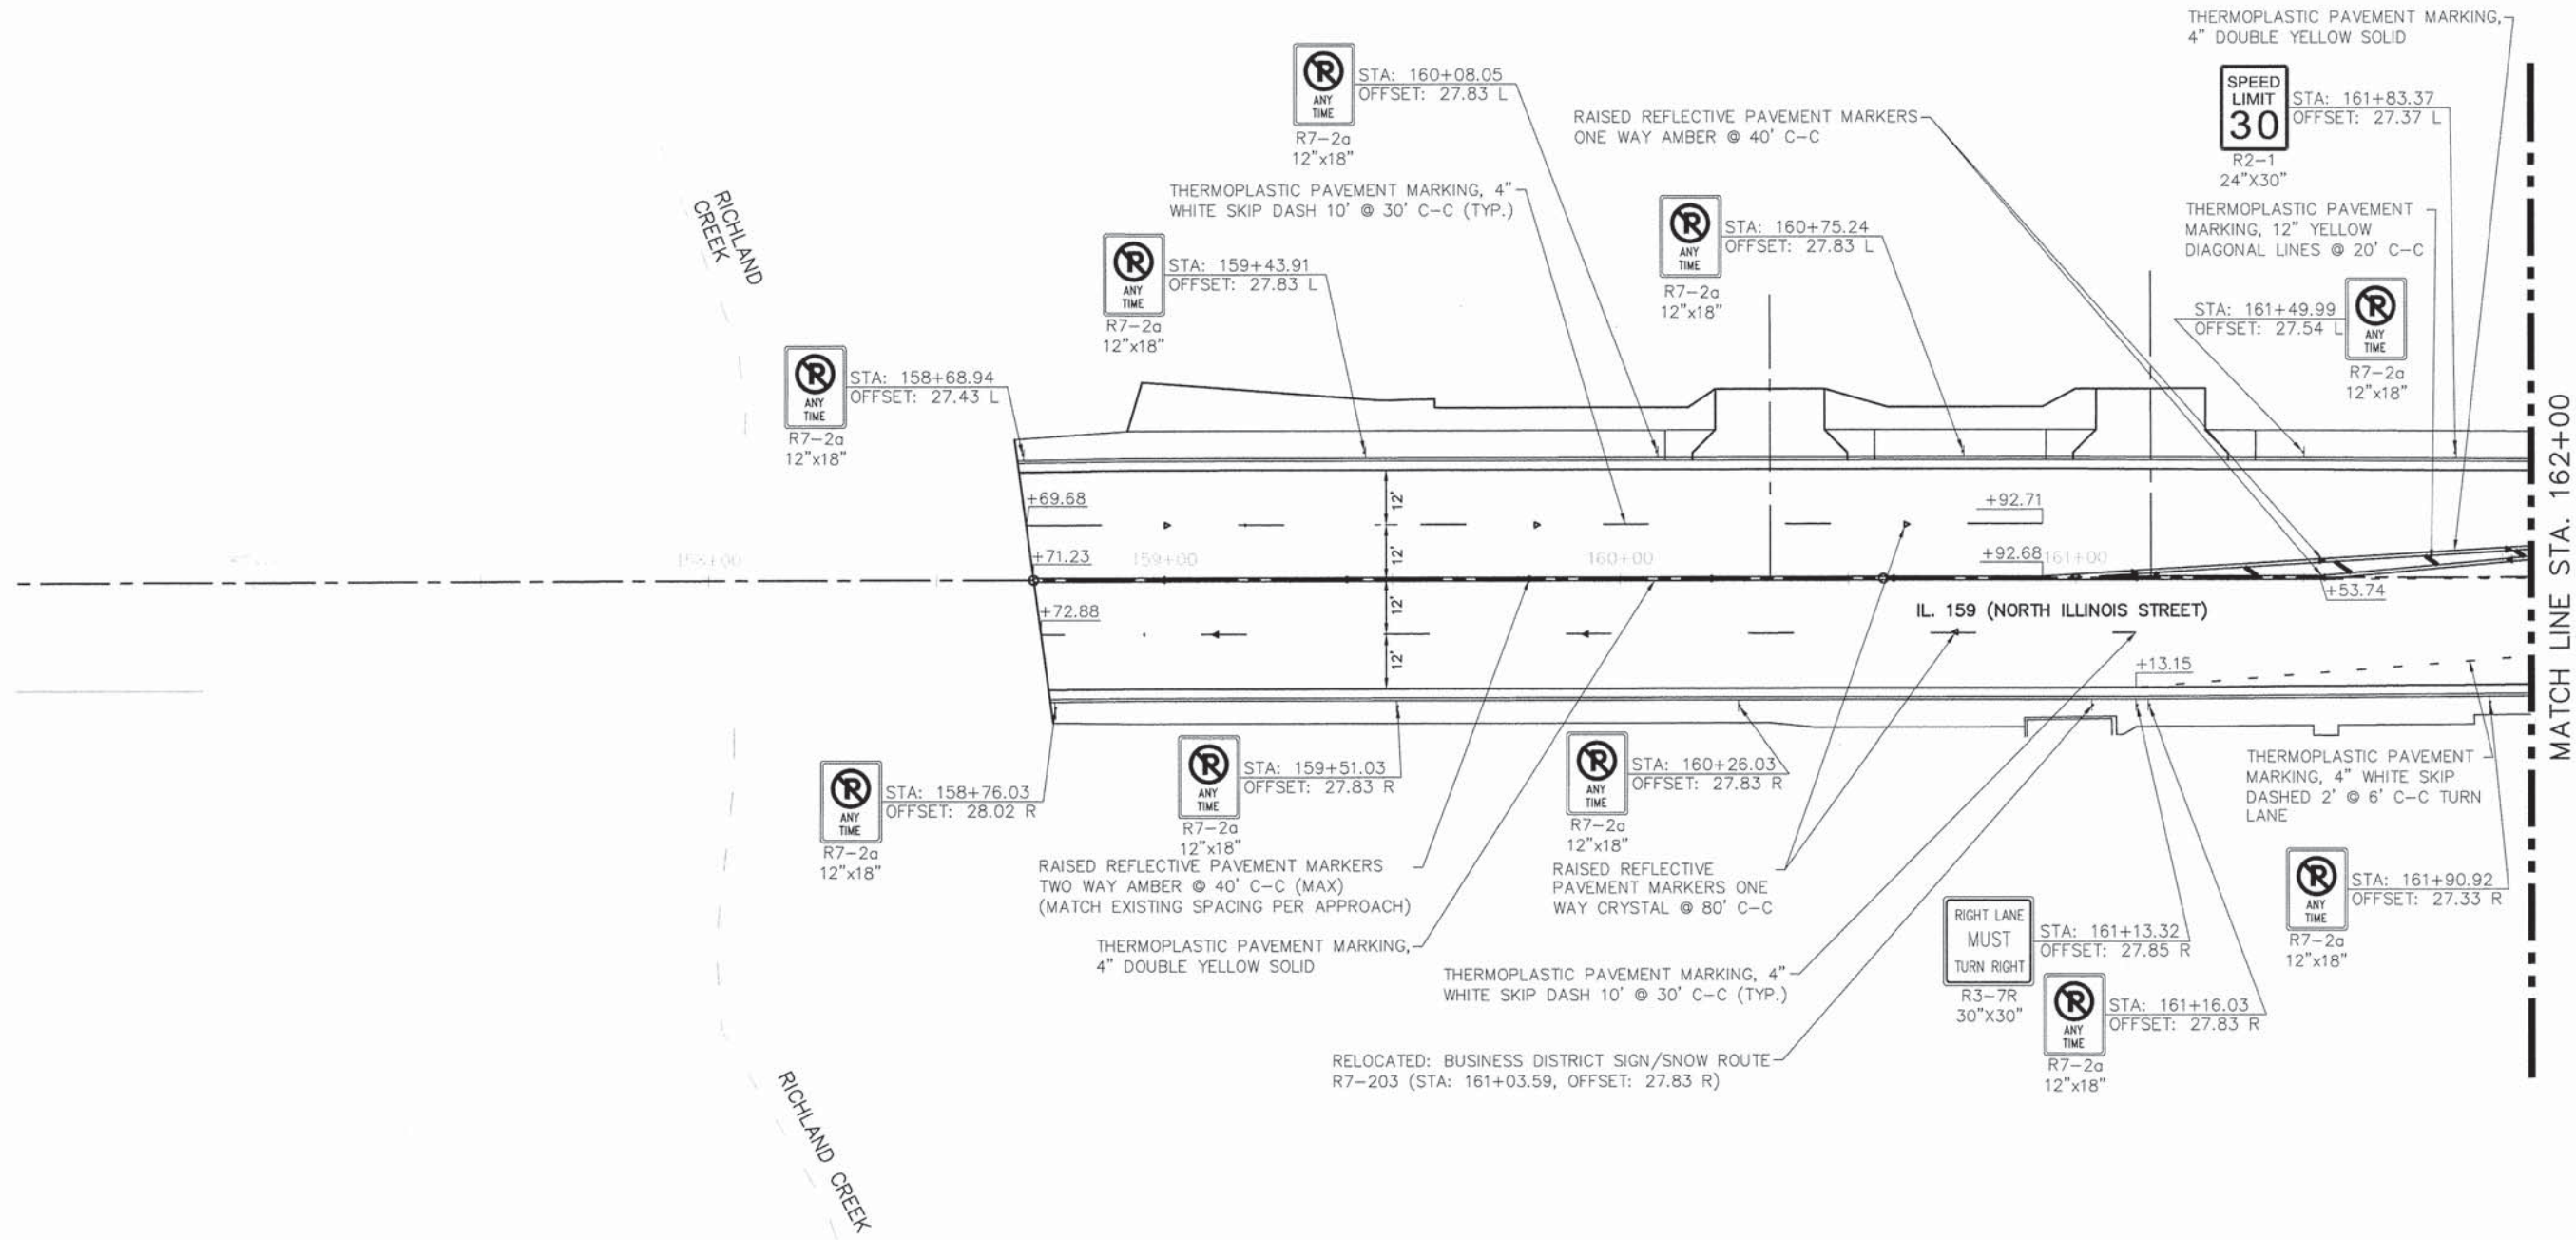 THERMOPLASTIC PAVEMENT MARKING,
4" DOUBLE YELLOW SOLID
P
ANY
TIME
R7-2a
12"x18"
STA: 160+08.05
OFFSET: 27.83 L
SPEED
LIMIT
30
R2-1
24"X30"
STA: 161+83.37
OFFSET: 27.37 L
RAISED REFLECTIVE PAVEMENT MARKERS
ONE WAY AMBER @ 40' C-C
THERMOPLASTIC PAVEMENT MARKING, 4"
WHITE SKIP DASH 10' @ 30' C-C (TYP.)
RICHLAND
CREEK
P
ANY
TIME
R7-2a
12"x18"
STA: 160+75.24
OFFSET: 27.83 L
THERMOPLASTIC PAVEMENT
MARKING, 12" YELLOW
DIAGONAL LINES @ 20' C-C
P
ANY
TIME
R7-2a
12"x18"
STA: 159+43.91
OFFSET: 27.83 L
STA: 161+49.99
OFFSET: 27.54 L
P
ANY
TIME
R7-2a
12"x18"
P
ANY
TIME
R7-2a
12"x18"
STA: 158+68.94
OFFSET: 27.43 L
+69.68
12'
+92.71
+71.23
158+00
159+00
12'
160+00
+92.68
161+00
+72.88
12'
+53.74
IL. 159 (NORTH ILLINOIS STREET)
12'
+13.15
MATCH LINE STA. 162+00
P
ANY
TIME
R7-2a
12"x18"
STA: 158+76.03
OFFSET: 28.02 R
P
ANY
TIME
R7-2a
12"x18"
STA: 159+51.03
OFFSET: 27.83 R
P
ANY
TIME
R7-2a
12"x18"
STA: 160+26.03
OFFSET: 27.83 R
THERMOPLASTIC PAVEMENT
MARKING, 4" WHITE SKIP
DASHED 2' @ 6' C-C TURN
LANE
RAISED REFLECTIVE PAVEMENT MARKERS
TWO WAY AMBER @ 40' C-C (MAX)
(MATCH EXISTING SPACING PER APPROACH)
RAISED REFLECTIVE
PAVEMENT MARKERS ONE
WAY CRYSTAL @ 80' C-C
P
ANY
TIME
R7-2a
12"x18"
STA: 161+90.92
OFFSET: 27.33 R
THERMOPLASTIC PAVEMENT MARKING,
4" DOUBLE YELLOW SOLID
RIGHT LANE
MUST
TURN RIGHT
R3-7R
30"X30"
STA: 161+13.32
OFFSET: 27.85 R
THERMOPLASTIC PAVEMENT MARKING, 4"
WHITE SKIP DASH 10' @ 30' C-C (TYP.)
P
ANY
TIME
R7-2a
12"x18"
STA: 161+16.03
OFFSET: 27.83 R
RELOCATED: BUSINESS DISTRICT SIGN/SNOW ROUTE
R7-203 (STA: 161+03.59, OFFSET: 27.83 R)
RICHLAND CREEK